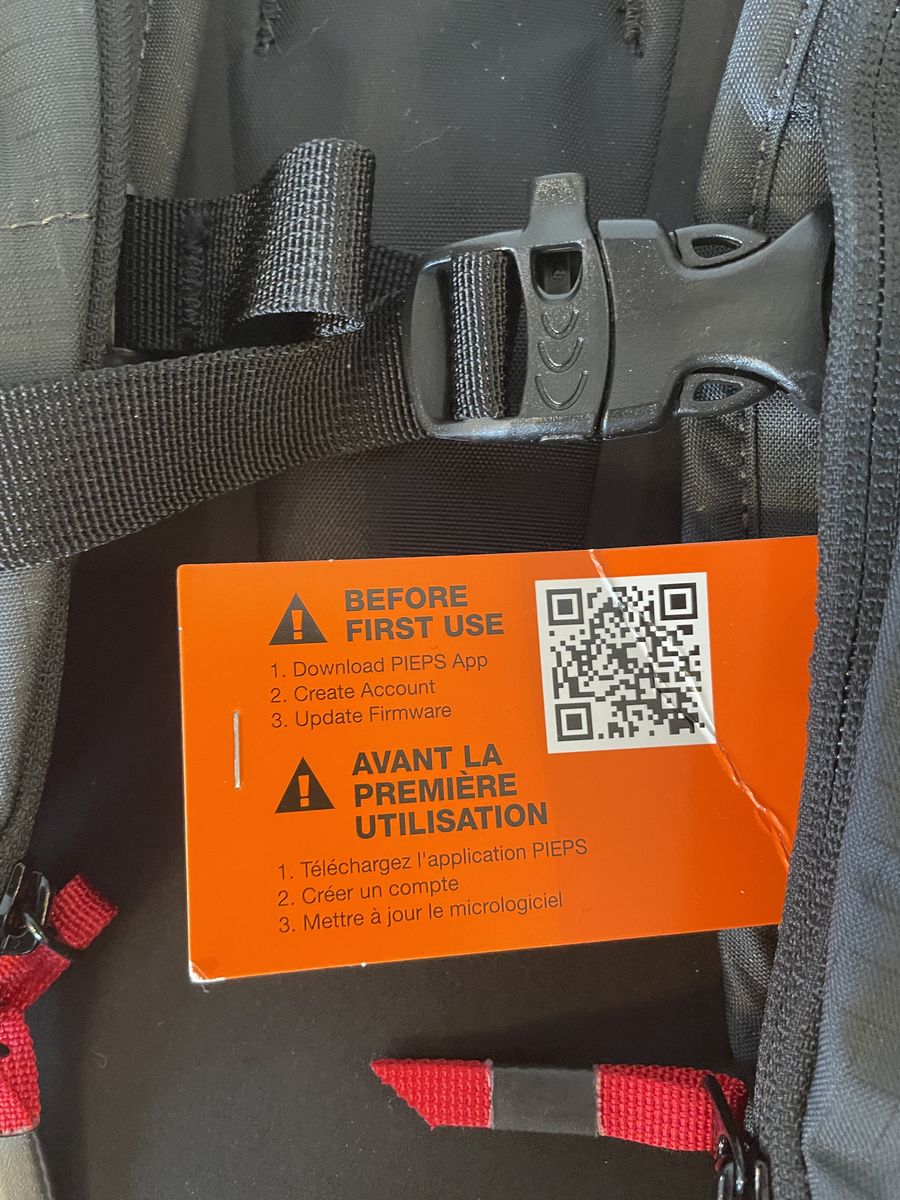 BEFORE
FIRST USE
1. Download PIEPS App
2. Create Account
3. Update Firmware
AVANT LA
PREMIÈRE
UTILISATION
1. Téléchargez l'application PIEPS
2. Créer un compte
3. Mettre à jour le micrologiciel